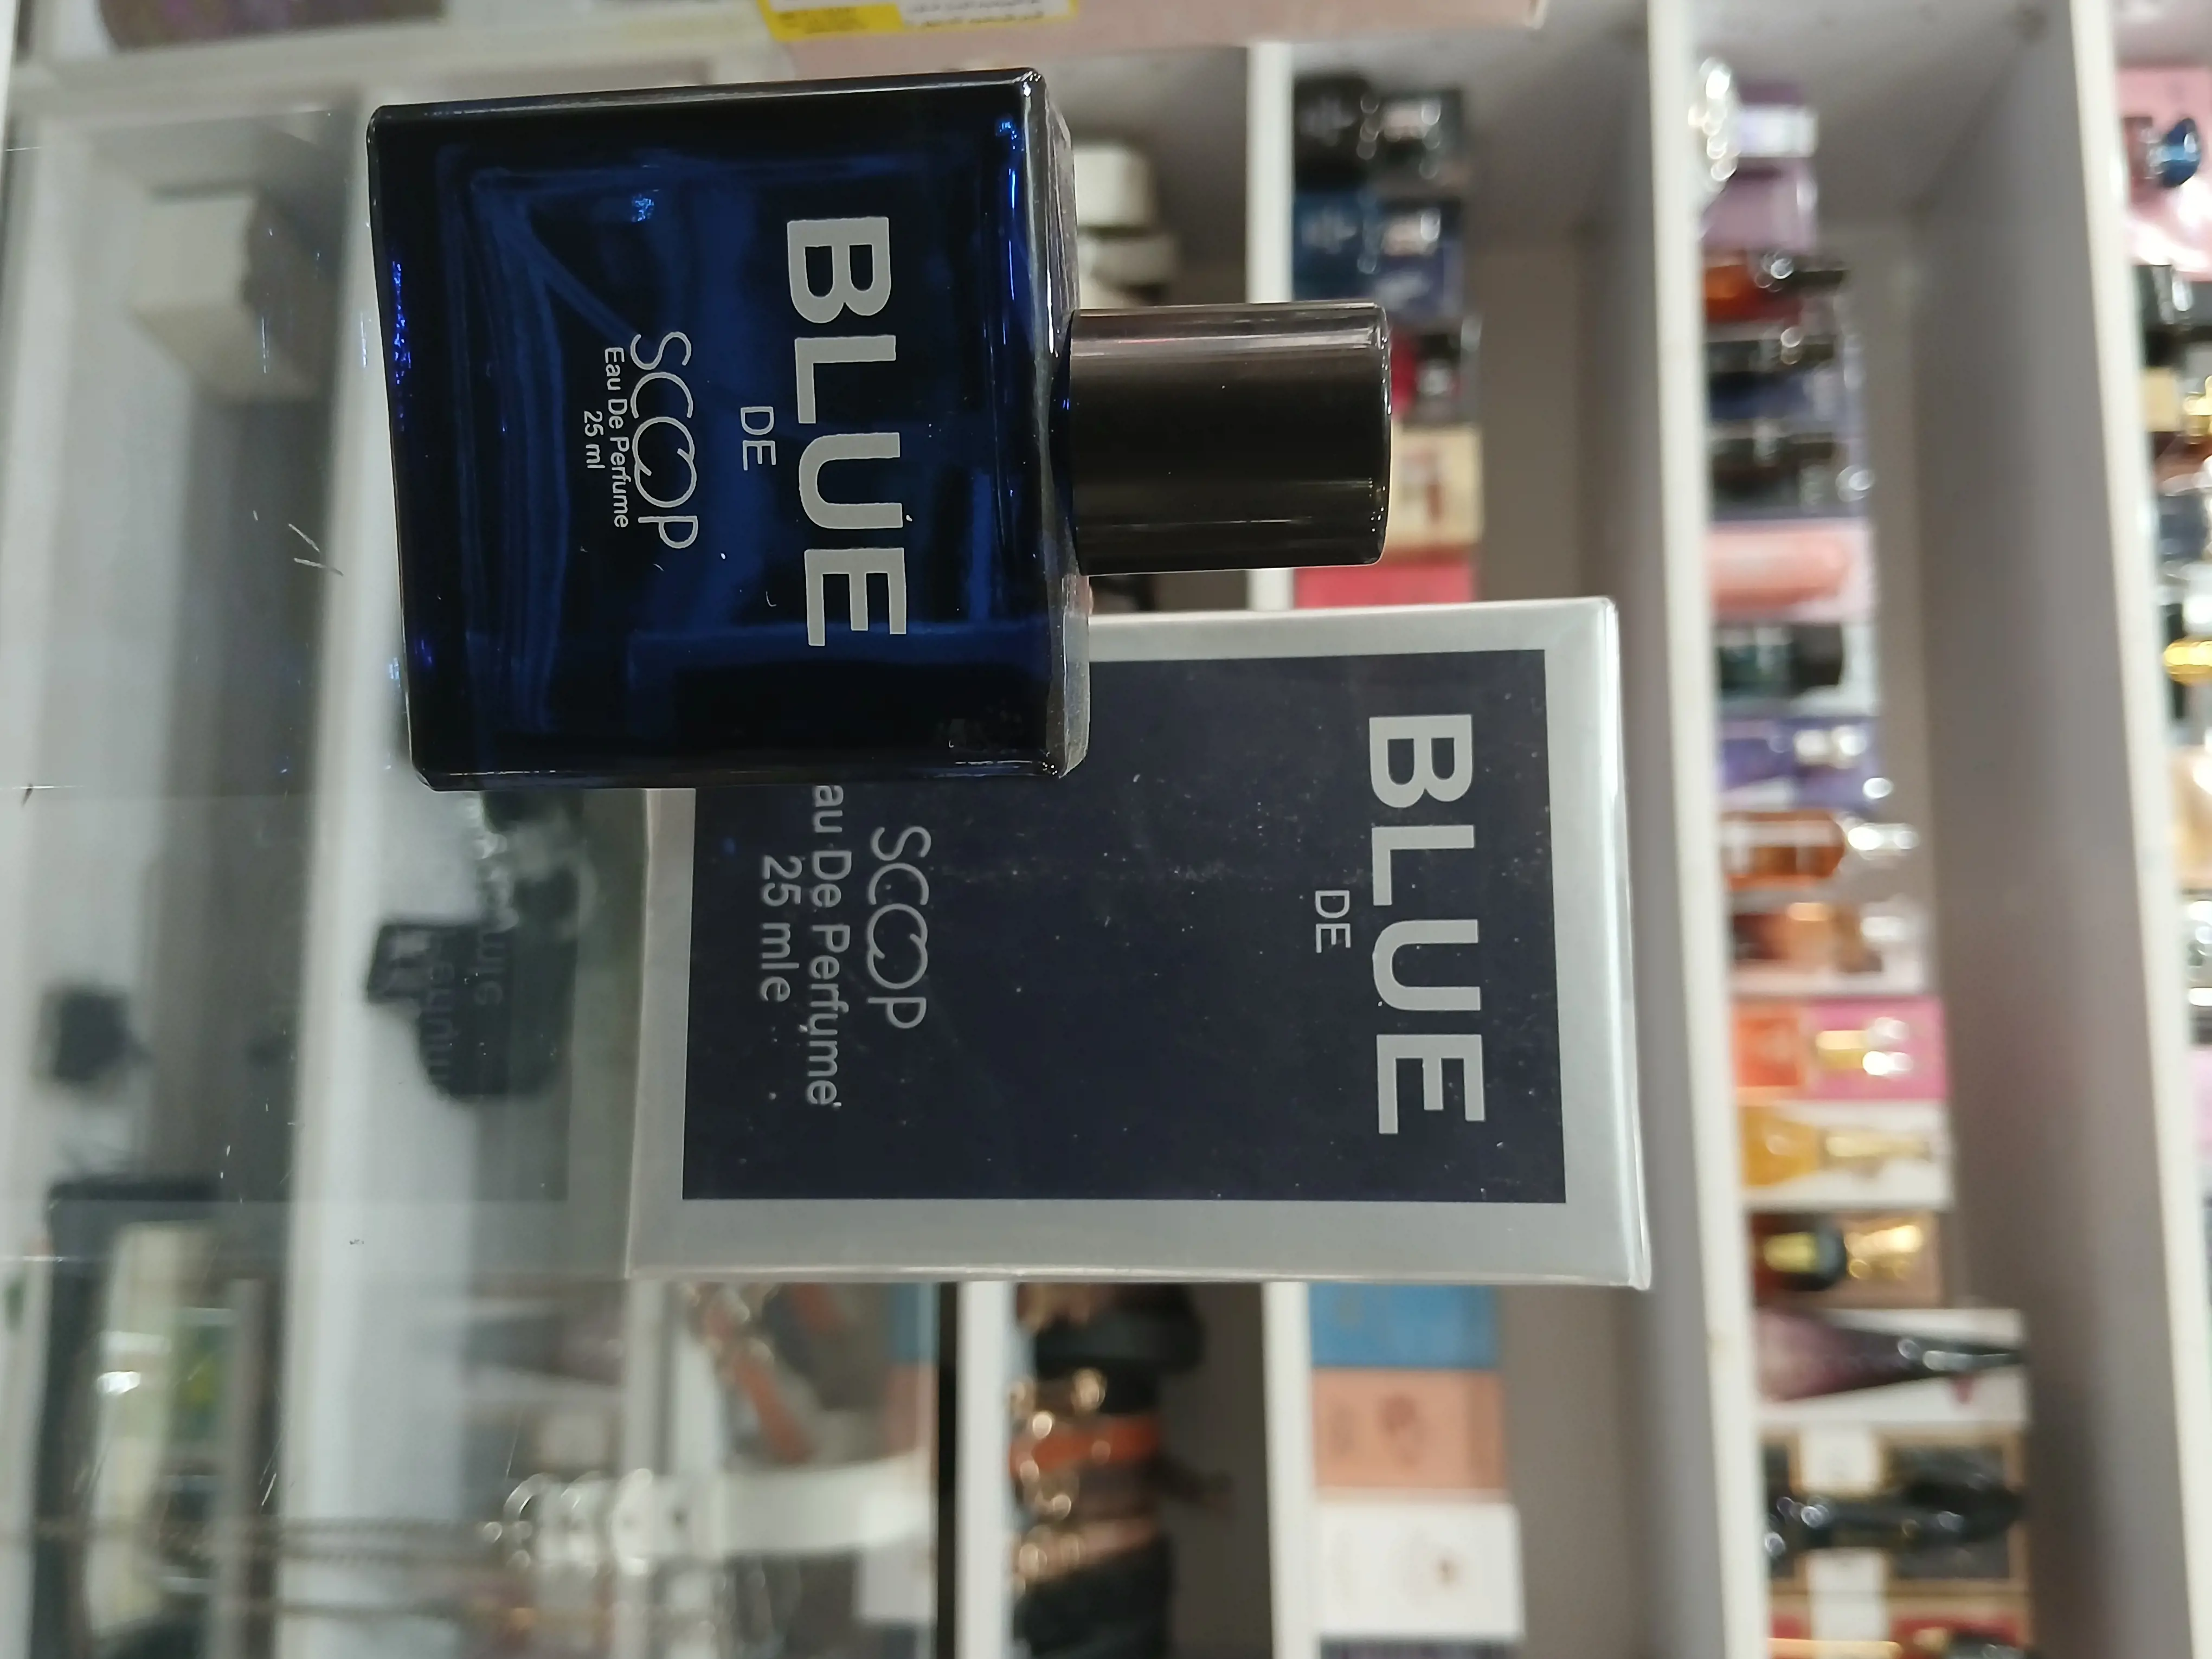 BLUE
DE
SCOOP
Eau De Perfume
25 ml
BLUE
DE
SCOOP
au De Perfume
25 mle